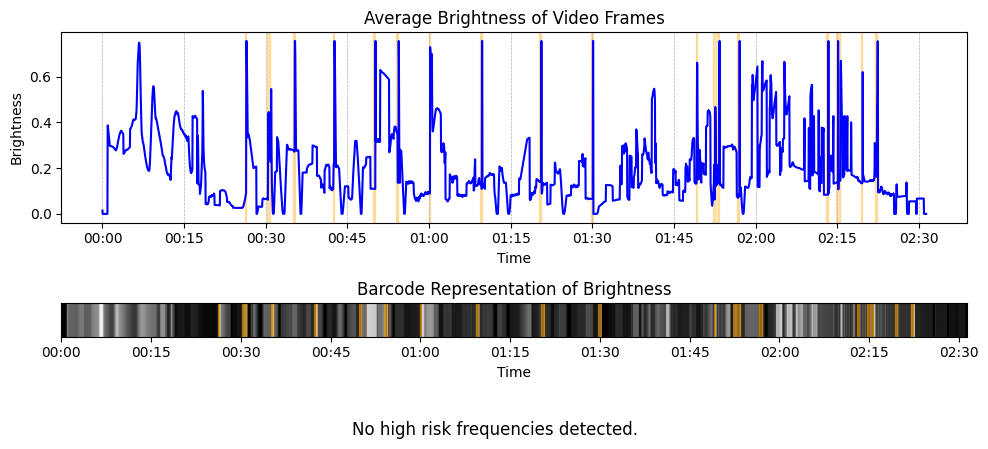 Average Brightness of Video Frames
Brightness
0.6
0.4
0.2
0.0
00:00 00:15 00:30 00:45 01:00 01:15 01:30 01:45 02:00 02:15 02:30
Time
Barcode Representation of Brightness
00:00 00:15 00:30 00:45 01:00 01:15 01:30 01:45 02:00 02:15 02:30
Time
No high risk frequencies detected.